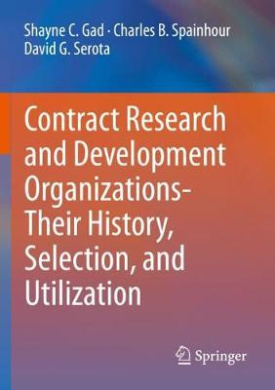 Shayne C. Gad · Charles B. Spainhour
David G. Serota
Contract Research
and Development
Organizations-
Their History,
Selection, and
Utilization
Springer